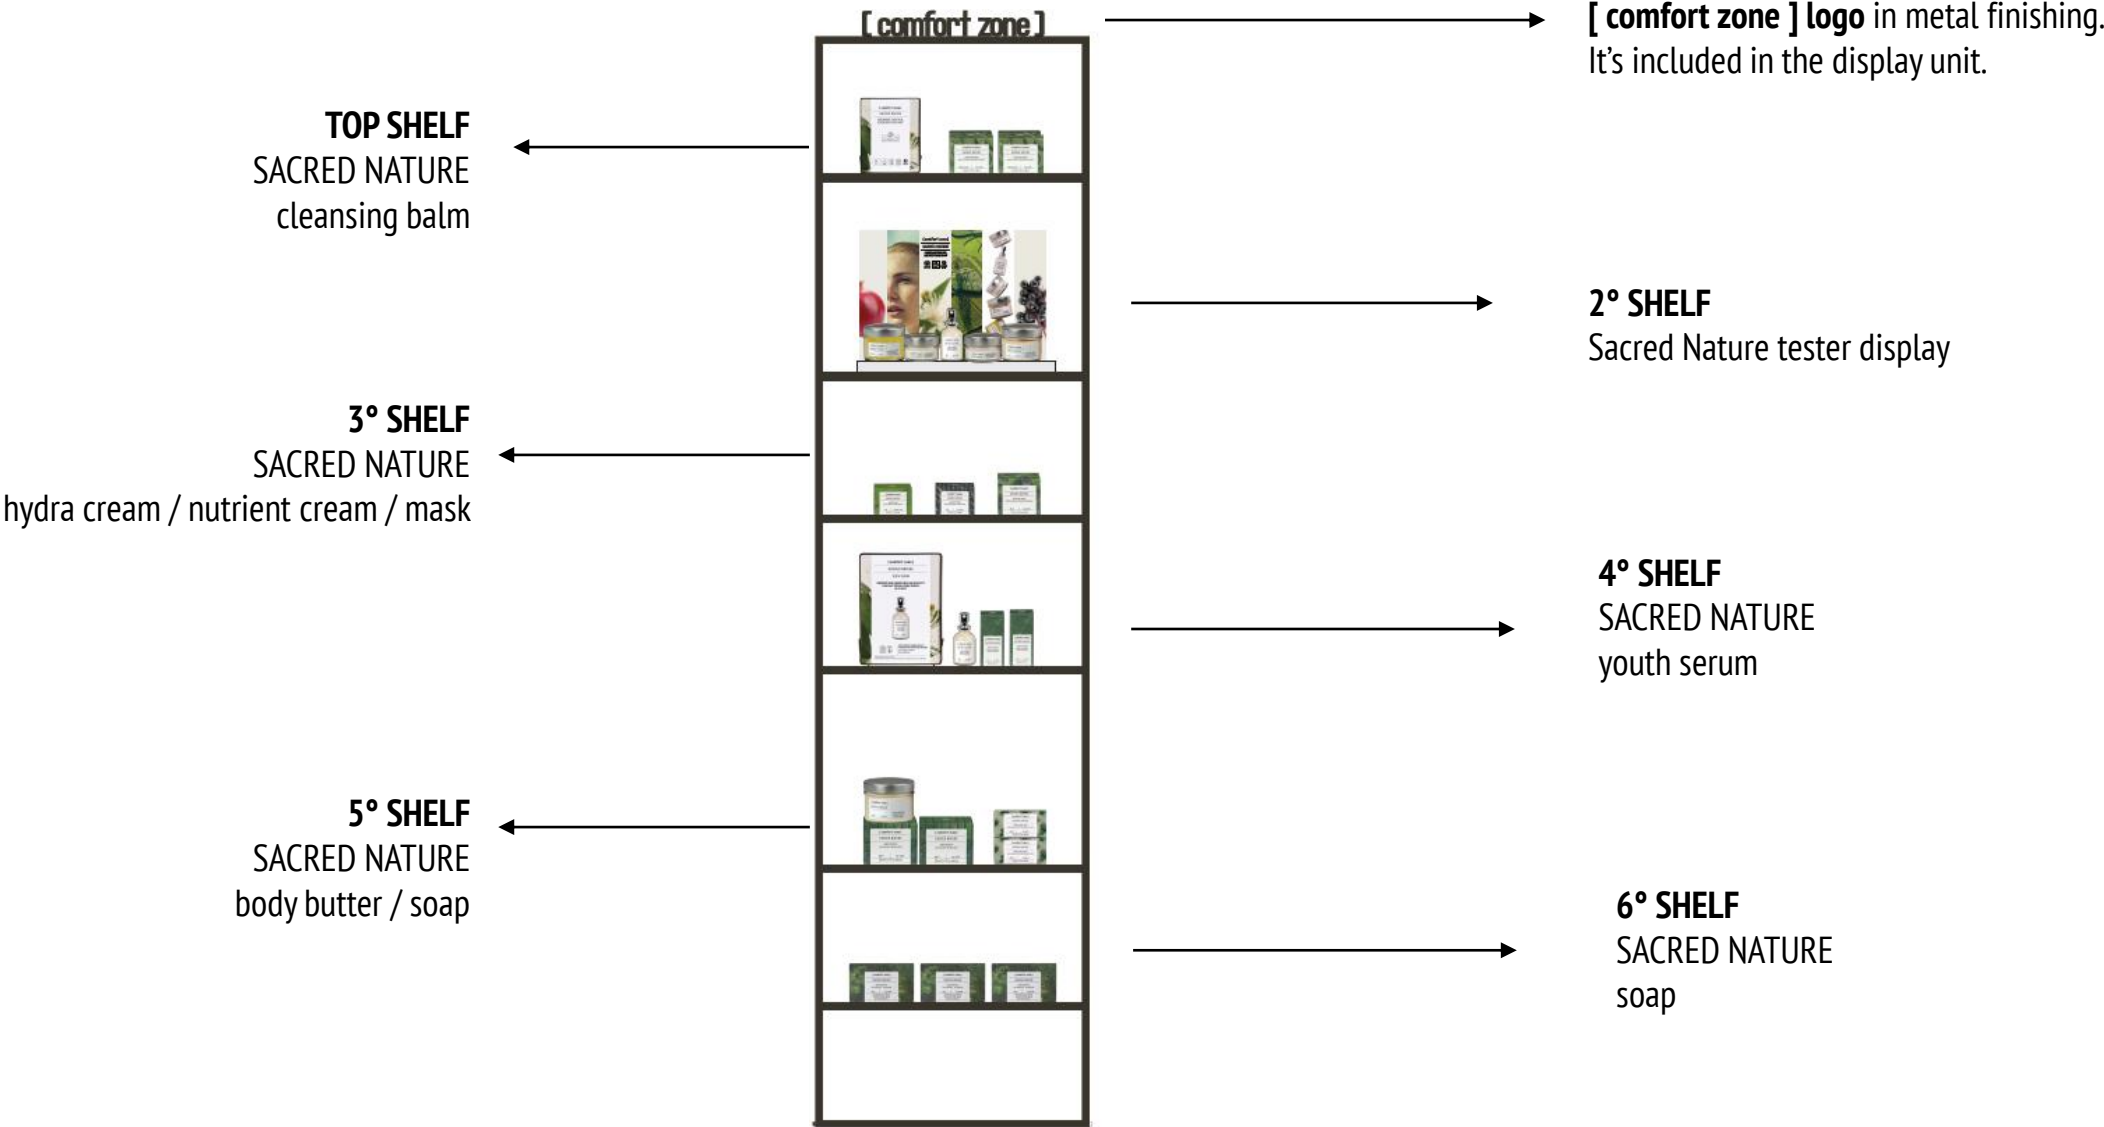 [ comfort zone ]
[ comfort zone ] logo in metal finishing.
It's included in the display unit.
TOP SHELF
SACRED NATURE
cleansing balm
2° SHELF
Sacred Nature tester display
3° SHELF
SACRED NATURE
hydra cream / nutrient cream / mask
4° SHELF
SACRED NATURE
youth serum
5° SHELF
SACRED NATURE
body butter / soap
6° SHELF
SACRED NATURE
soap